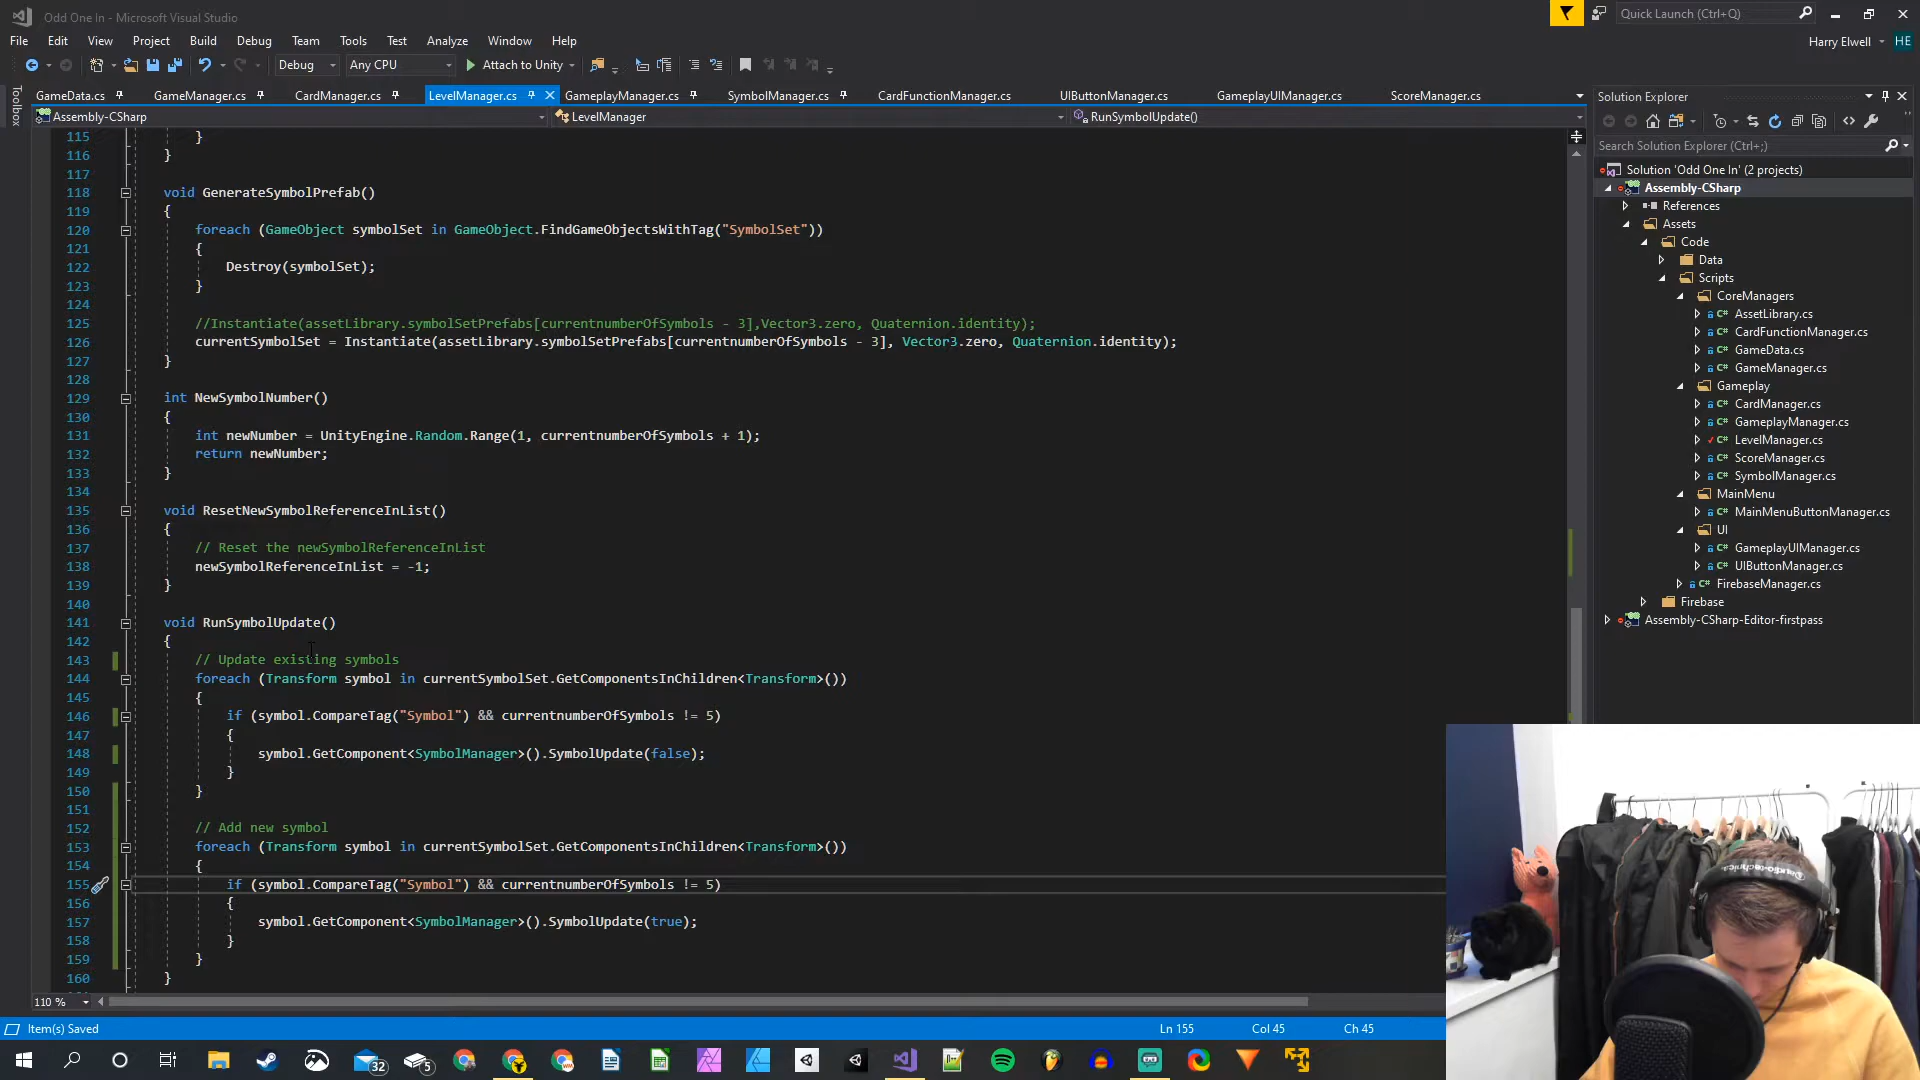 Odd One In - Microsoft Visual Studio
Quick Launch (Ctrl+Q)
File Edit View Project Build Debug Team Tools Test Analyze Window Help
Harry Elwell HE
Debug Any CPU Attach to Unity
Toolbox
GameData.cs GameManager.cs CardManager.cs LevelManager.cs GameplayManager.cs SymbolManager.cs CardFunctionManager.cs UIButtonManager.cs GameplayUIManager.cs ScoreManager.cs
Assembly-CSharp LevelManager RunSymbolUpdate()
115 }
116 }
117
118 void GenerateSymbolPrefab()
119 {
120 foreach (GameObject symbolSet in GameObject.FindGameObjectsWithTag("SymbolSet"))
121 {
122 Destroy(symbolSet);
123 }
124
125 //Instantiate(assetLibrary.symbolSetPrefabs[currentnumberOfSymbols - 3],Vector3.zero, Quaternion.identity);
126 currentSymbolSet = Instantiate(assetLibrary.symbolSetPrefabs[currentnumberOfSymbols - 3], Vector3.zero, Quaternion.identity);
127 }
128
129 int NewSymbolNumber()
130 {
131 int newNumber = UnityEngine.Random.Range(1, currentnumberOfSymbols + 1);
132 return newNumber;
133 }
134
135 void ResetNewSymbolReferenceInList()
136 {
137 // Reset the newSymbolReferenceInList
138 newSymbolReferenceInList = -1;
139 }
140
141 void RunSymbolUpdate()
142 {
143 // Update existing symbols
144 foreach (Transform symbol in currentSymbolSet.GetComponentsInChildren<Transform>())
145 {
146 if (symbol.CompareTag("Symbol") && currentnumberOfSymbols != 5)
147 {
148 symbol.GetComponent<SymbolManager>().SymbolUpdate(false);
149 }
150 }
151
152 // Add new symbol
153 foreach (Transform symbol in currentSymbolSet.GetComponentsInChildren<Transform>())
154 {
155 if (symbol.CompareTag("Symbol") && currentnumberOfSymbols != 5)
156 {
157 symbol.GetComponent<SymbolManager>().SymbolUpdate(true);
158 }
159 }
160 }
110 %
Item(s) Saved Ln 155 Col 45 Ch 45
Solution Explorer
Search Solution Explorer (Ctrl+;)
Solution 'Odd One In' (2 projects)
Assembly-CSharp
References
Assets
Code
Data
Scripts
CoreManagers
AssetLibrary.cs
CardFunctionManager.cs
GameData.cs
GameManager.cs
Gameplay
CardManager.cs
GameplayManager.cs
LevelManager.cs
ScoreManager.cs
SymbolManager.cs
MainMenu
MainMenuButtonManager.cs
UI
GameplayUIManager.cs
UIButtonManager.cs
FirebaseManager.cs
Firebase
Assembly-CSharp-Editor-firstpass
audio-technica
32 5